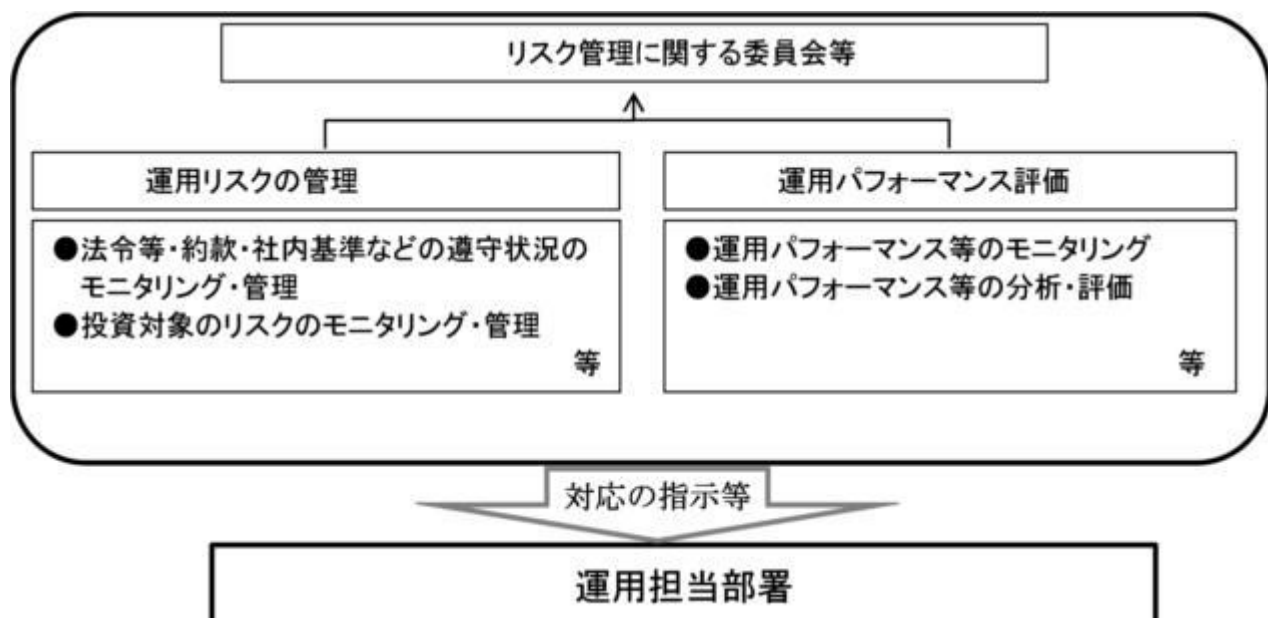 リスク管理に関する委員会等
運用リスクの管理
●法令等・約款・社内基準などの遵守状況の
モニタリング・管理
●投資対象のリスクのモニタリング・管理
等
運用パフォーマンス評価
●運用パフォーマンス等のモニタリング
●運用パフォーマンス等の分析・評価
等
対応の指示等
運用担当部署